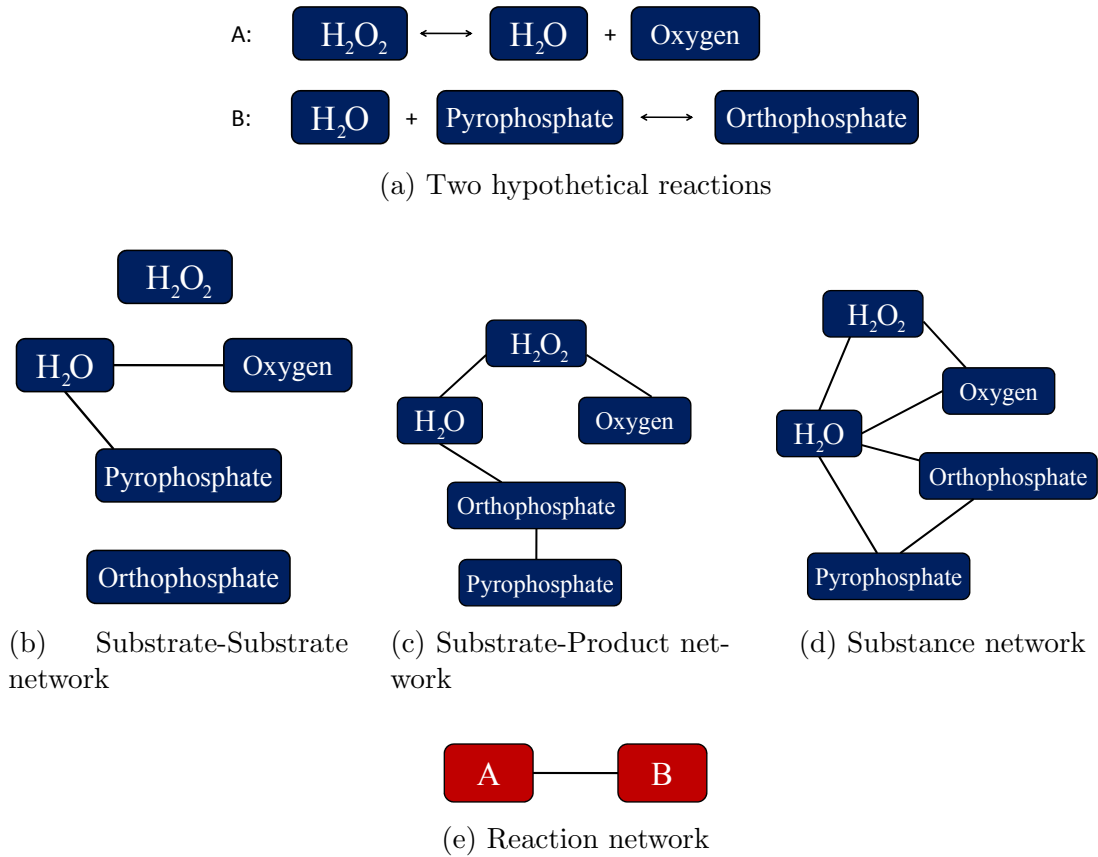 A: H₂O₂ ⟷ H₂O + Oxygen
B: H₂O + Pyrophosphate ⟷ Orthophosphate
(a) Two hypothetical reactions
H₂O₂
H₂O Oxygen
Pyrophosphate
Orthophosphate
(b) Substrate-Substrate
network
H₂O₂
H₂O Oxygen
Orthophosphate
Pyrophosphate
(c) Substrate-Product net-
work
H₂O₂
Oxygen
H₂O
Orthophosphate
Pyrophosphate
(d) Substance network
A B
(e) Reaction network